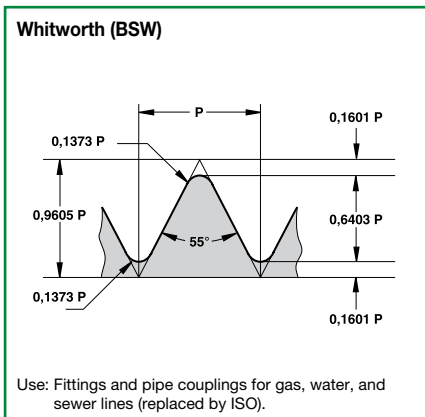 Whitworth (BSW)
P
0,1373 P
0,1601 P
0,9605 P
0,6403 P
55°
0,1373 P
0,1601 P
Use: Fittings and pipe couplings for gas, water, and
sewer lines (replaced by ISO).